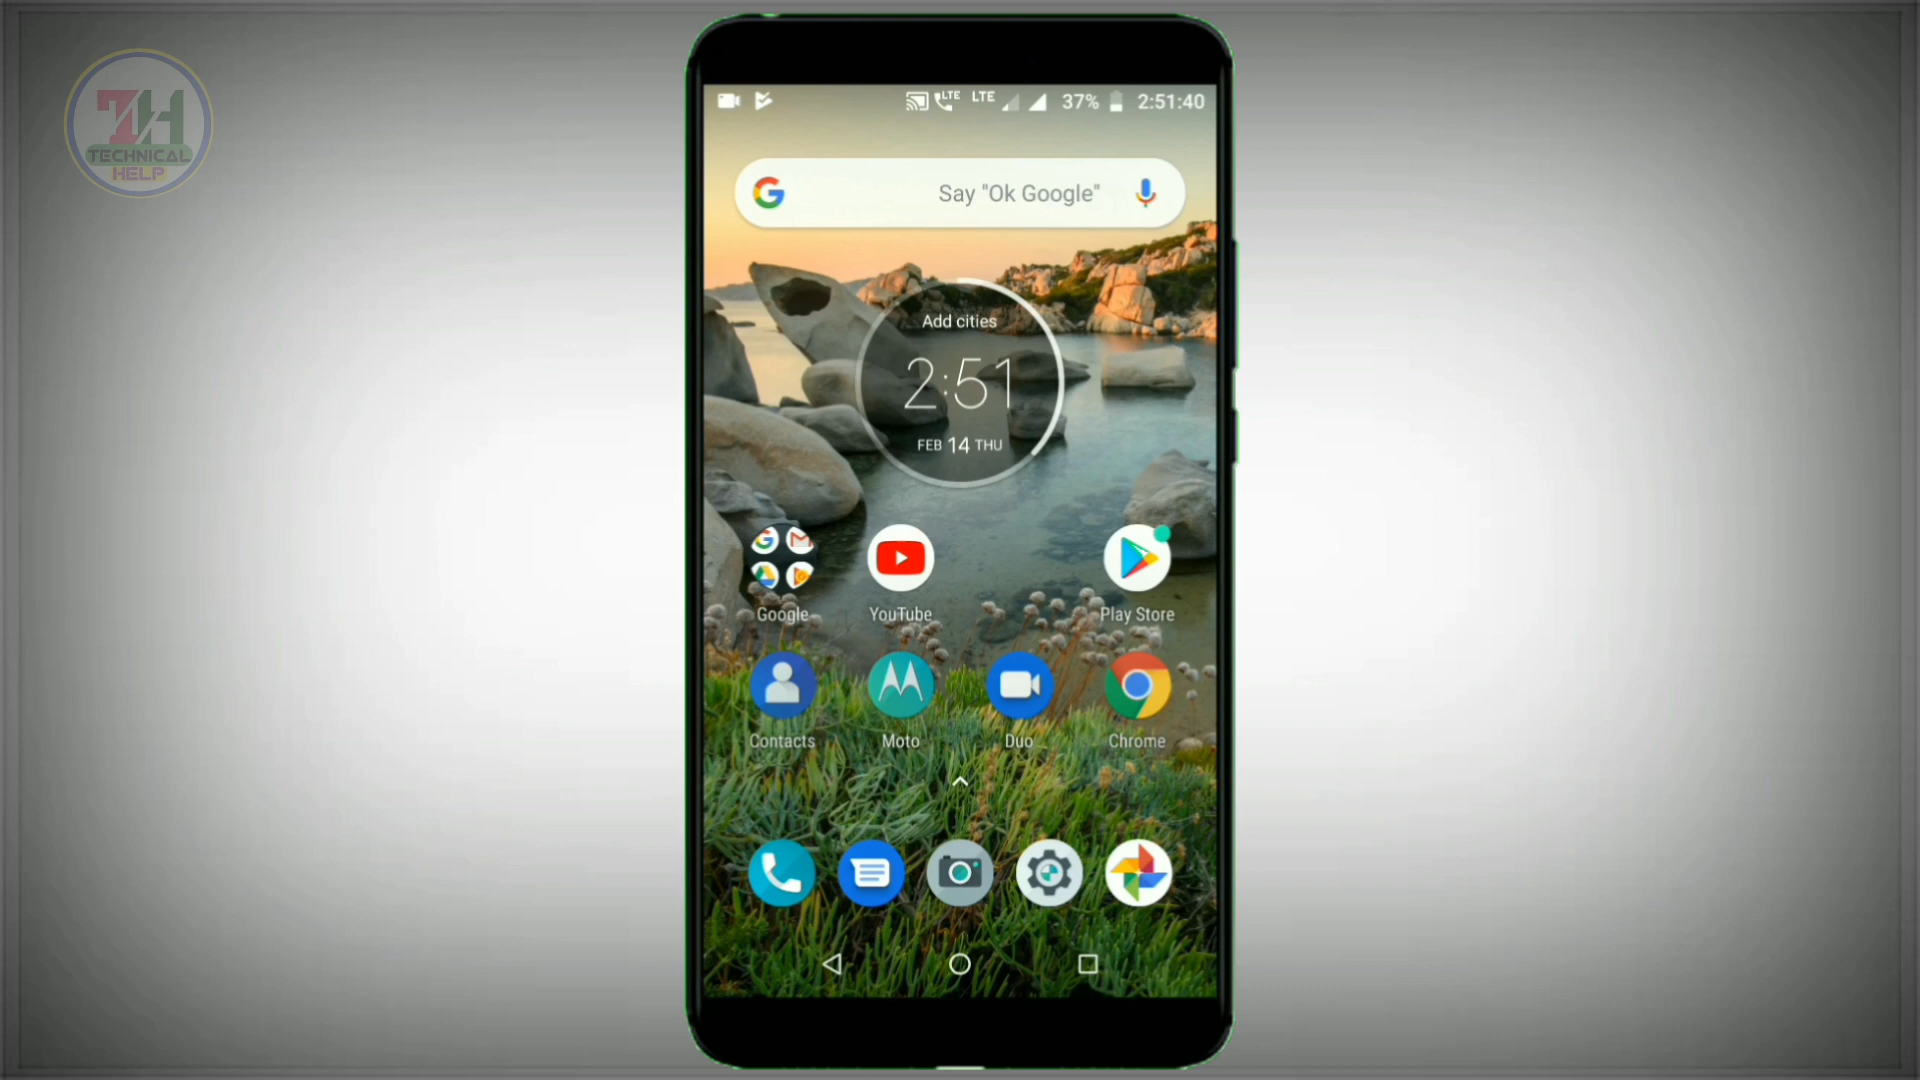 TH
TECHNICAL
HELP
LTE LTE 37% 2:51:40
Say "Ok Google"
Add cities
2:51
FEB 14 THU
Google YouTube Play Store
Contacts Moto Duo Chrome